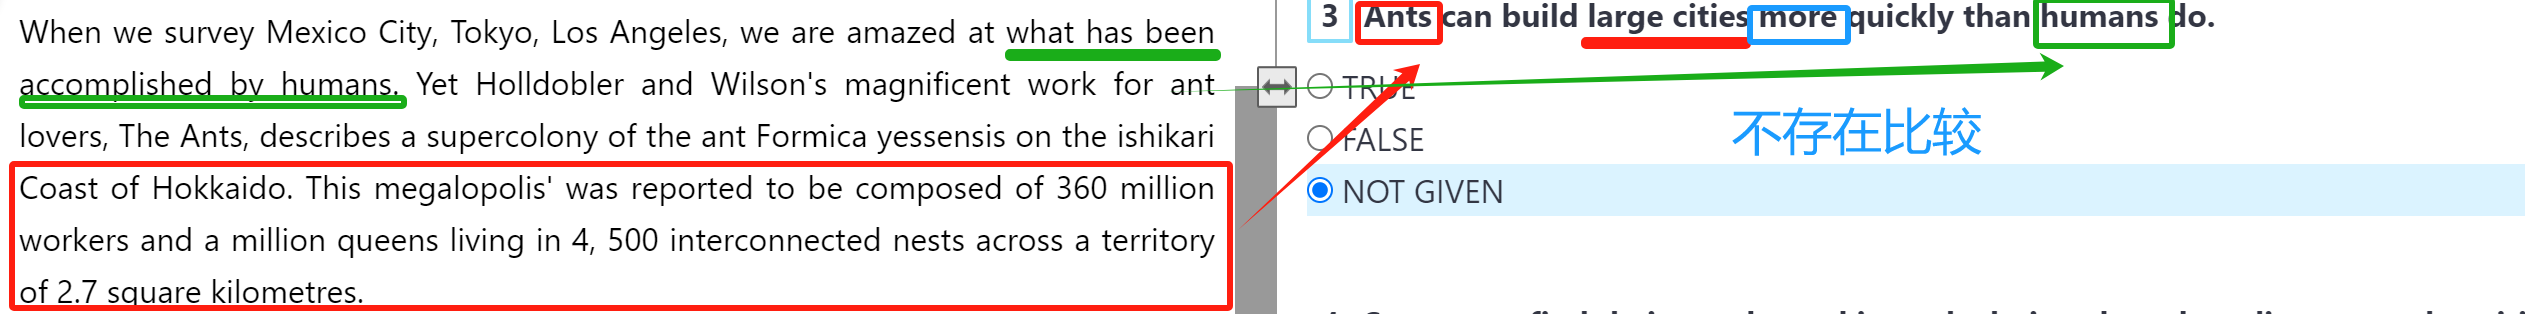 When we survey Mexico City, Tokyo, Los Angeles, we are amazed at what has been
accomplished by humans. Yet Holldobler and Wilson's magnificent work for ant
lovers, The Ants, describes a supercolony of the ant Formica yessensis on the ishikari
Coast of Hokkaido. This megalopolis' was reported to be composed of 360 million
workers and a million queens living in 4, 500 interconnected nests across a territory
of 2.7 square kilometres.
3 Ants can build large cities more quickly than humans do.
TRUE
FALSE
不存在比较
NOT GIVEN